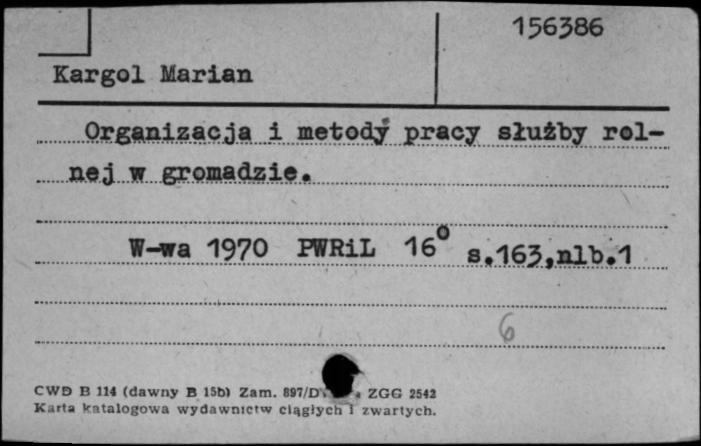 156386
Kargol Marian
Organizacja i metody pracy służby rol-
nej w gromadzie.
W-wa 1970 PWRiL 16° s.163,nlb.1
6
CWD B 114 (dawny B 15b) Zam. 897/D ZGG 2542
Karta katalogowa wydawnictw ciągłych i zwartych.